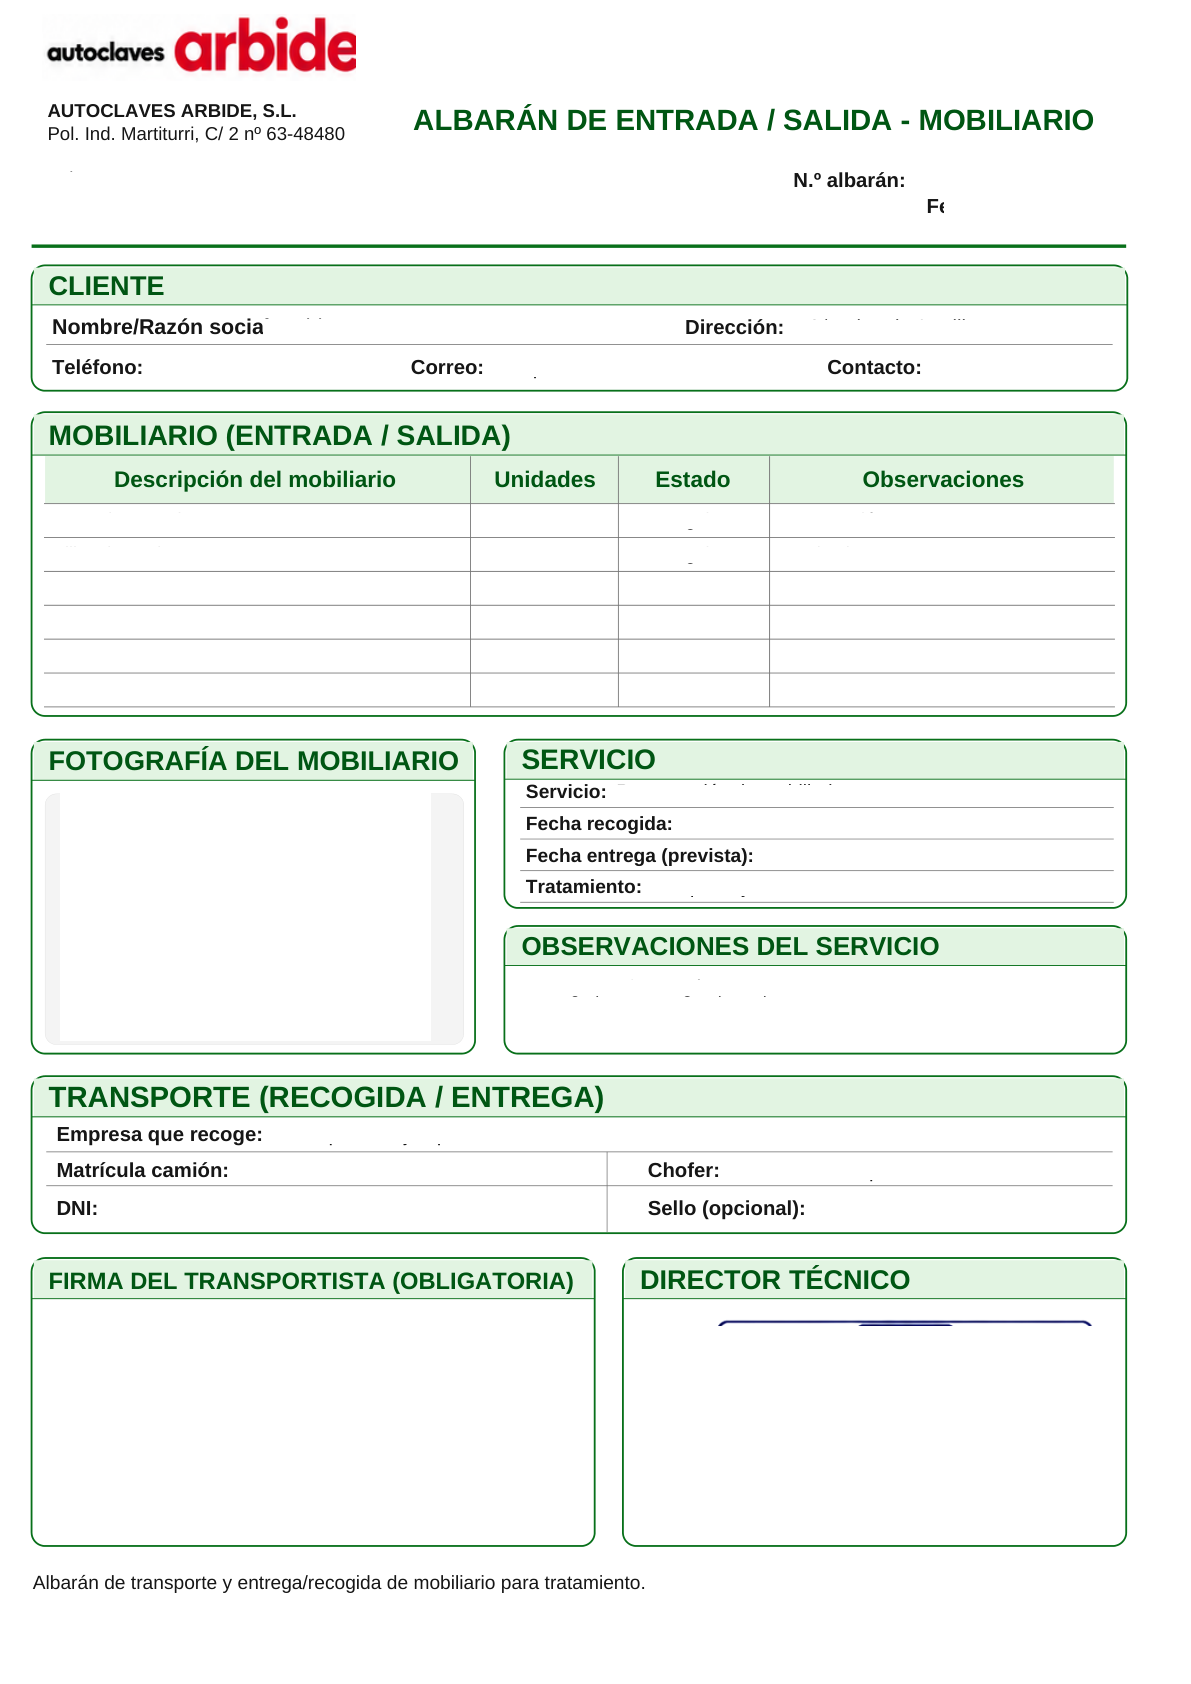 autoclaves arbide
AUTOCLAVES ARBIDE, S.L.
Pol. Ind. Martiturri, C/ 2 nº 63-48480
ALBARÁN DE ENTRADA / SALIDA - MOBILIARIO
N.º albarán:
CLIENTE
Nombre/Razón socia
Dirección:
Teléfono:
Correo:
Contacto:
MOBILIARIO (ENTRADA / SALIDA)
Descripción del mobiliario
Unidades
Estado
Observaciones
FOTOGRAFÍA DEL MOBILIARIO
SERVICIO
Servicio:
Fecha recogida:
Fecha entrega (prevista):
Tratamiento:
OBSERVACIONES DEL SERVICIO
TRANSPORTE (RECOGIDA / ENTREGA)
Empresa que recoge:
Matrícula camión:
Chofer:
DNI:
Sello (opcional):
FIRMA DEL TRANSPORTISTA (OBLIGATORIA)
DIRECTOR TÉCNICO
Albarán de transporte y entrega/recogida de mobiliario para tratamiento.